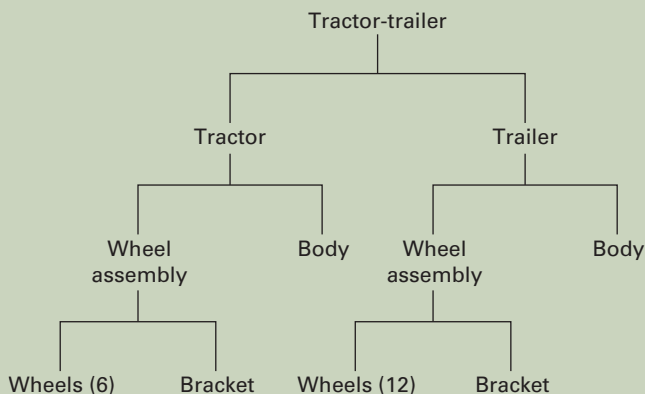 Tractor-trailer
Tractor
Trailer
Wheel
assembly
Body
Wheel
assembly
Body
Wheels (6)
Bracket
Wheels (12)
Bracket